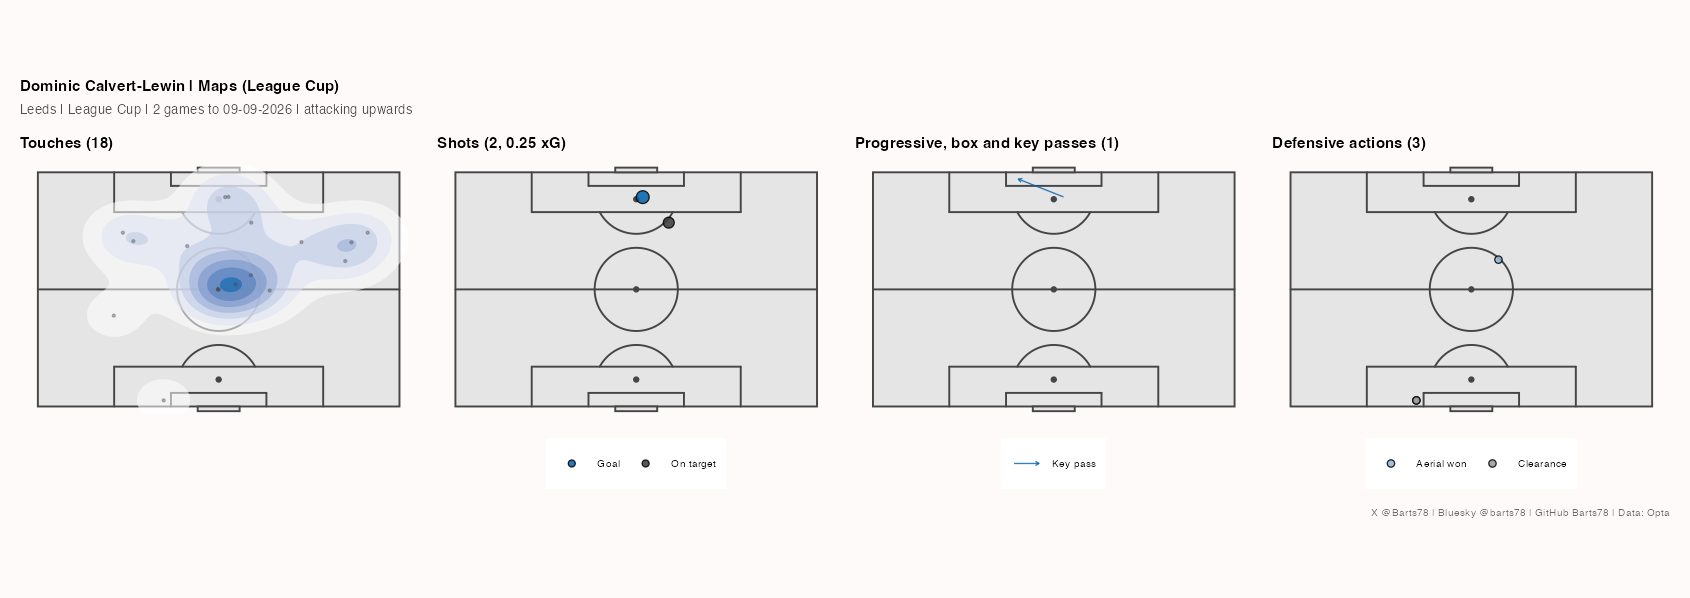 Dominic Calvert-Lewin | Maps (League Cup)
Leeds | League Cup | 2 games to 09-09-2026 | attacking upwards
Touches (18)
Shots (2, 0.25 xG)
Progressive, box and key passes (1)
Defensive actions (3)
Goal
On target
Key pass
Aerial won
Clearance
X @Barts78 | Bluesky @barts78 | GitHub Barts78 | Data: Opta